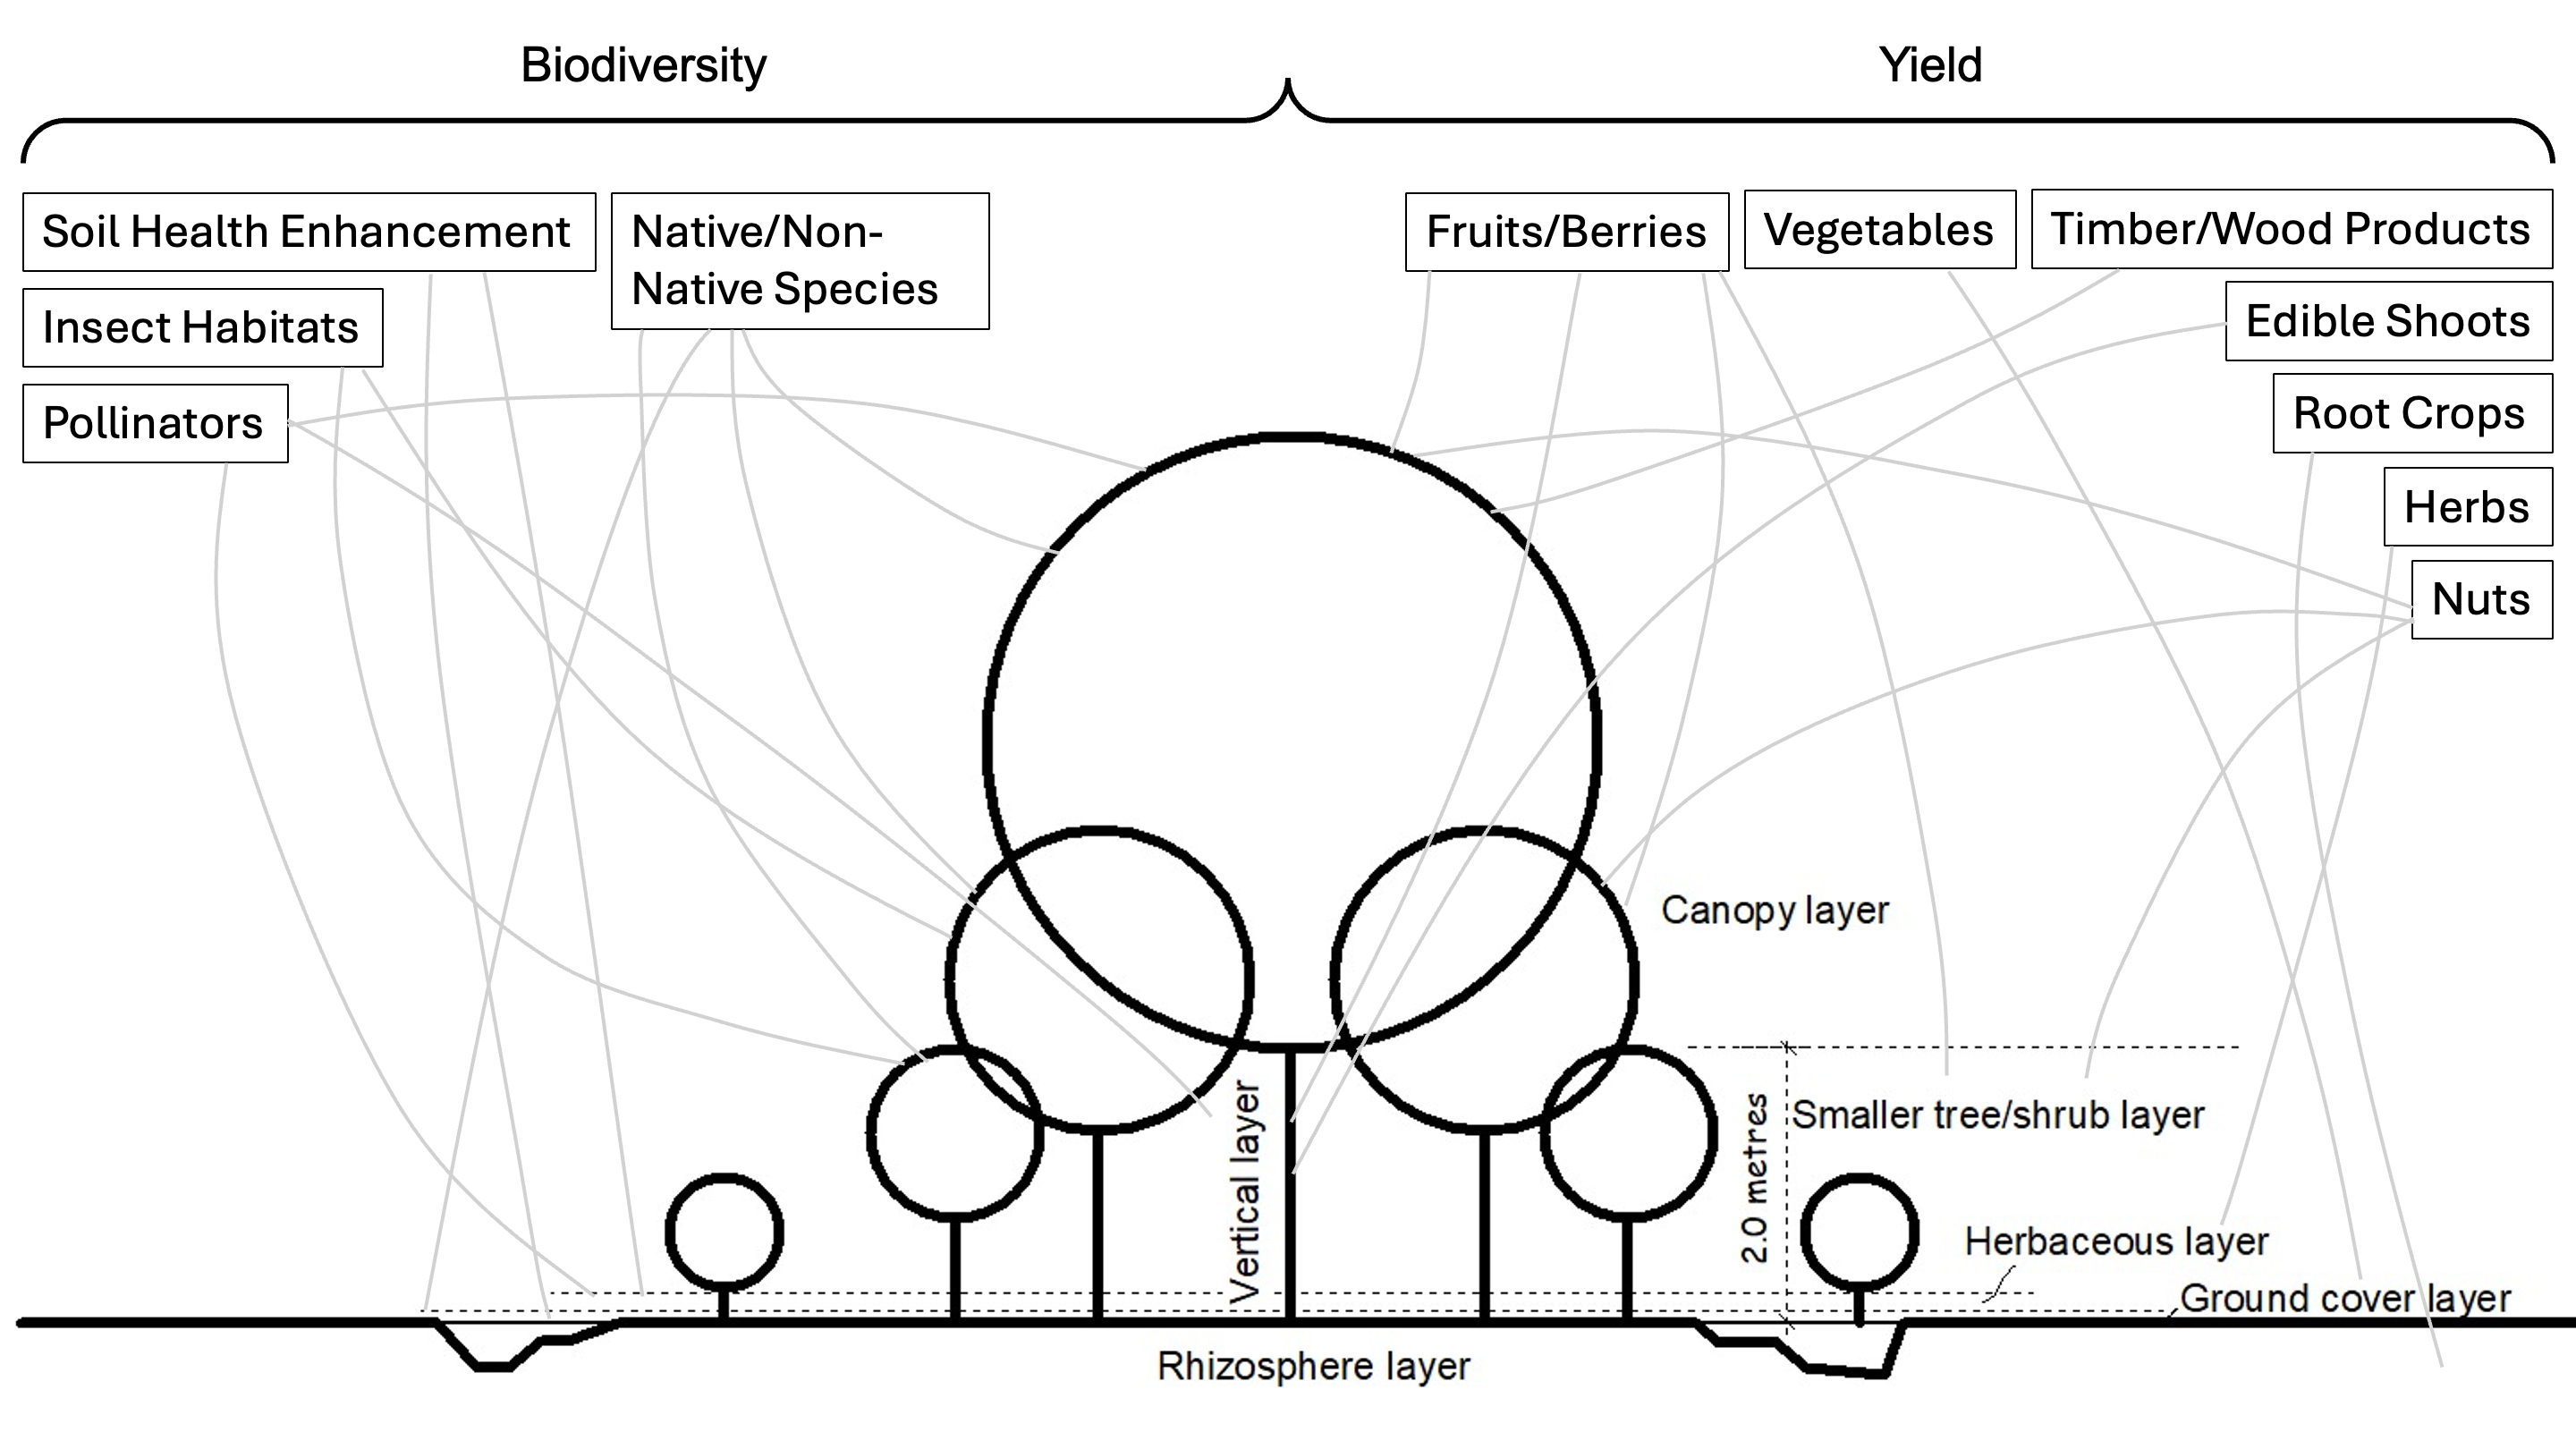 Biodiversity
Yield
Soil Health Enhancement
Native/Non-
Native Species
Fruits/Berries
Vegetables
Timber/Wood Products
Insect Habitats
Edible Shoots
Pollinators
Root Crops
Herbs
Nuts
Canopy layer
Vertical layer
2.0 metres
Smaller tree/shrub layer
Herbaceous layer
Ground cover layer
Rhizosphere layer